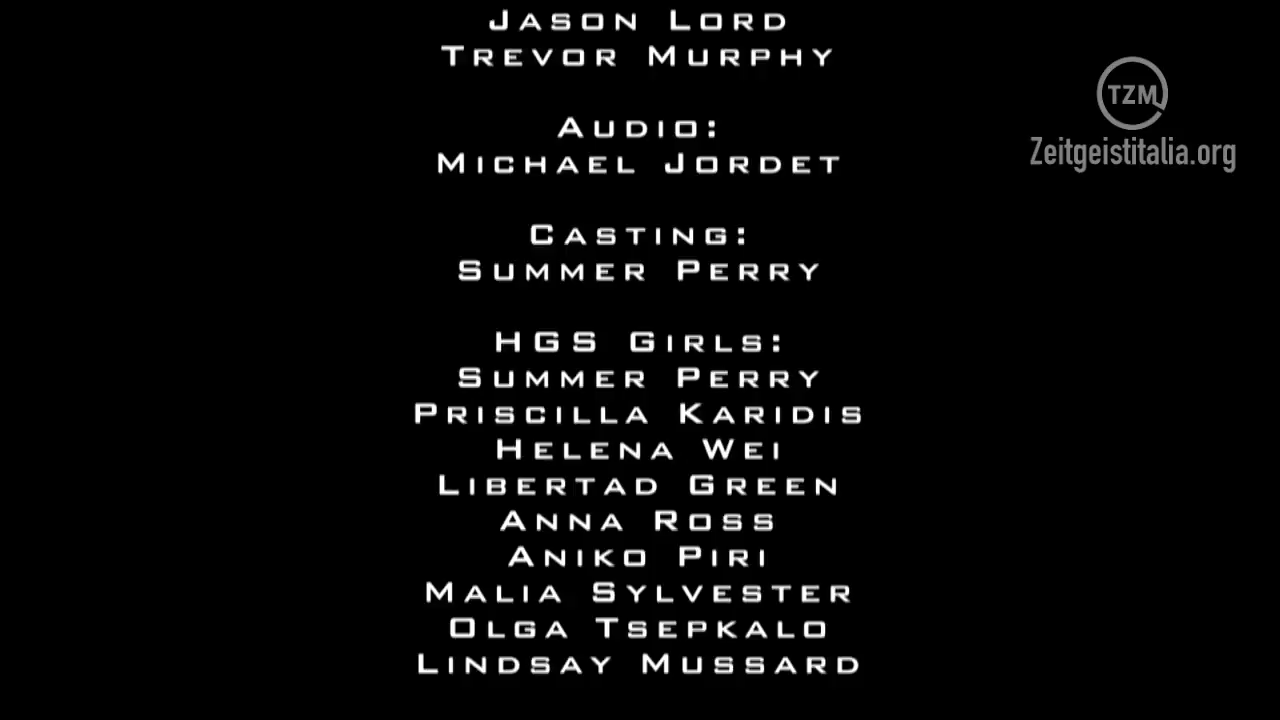 JASON LORD
TREVOR MURPHY
AUDIO:
MICHAEL JORDET
CASTING:
SUMMER PERRY
HGS GIRLS:
SUMMER PERRY
PRISCILLA KARIDIS
HELENA WEI
LIBERTAD GREEN
ANNA ROSS
ANIKO PIRI
MALIA SYLVESTER
OLGA TSEPKALO
LINDSAY MUSSARD
TZM
Zeitgeistitalia.org